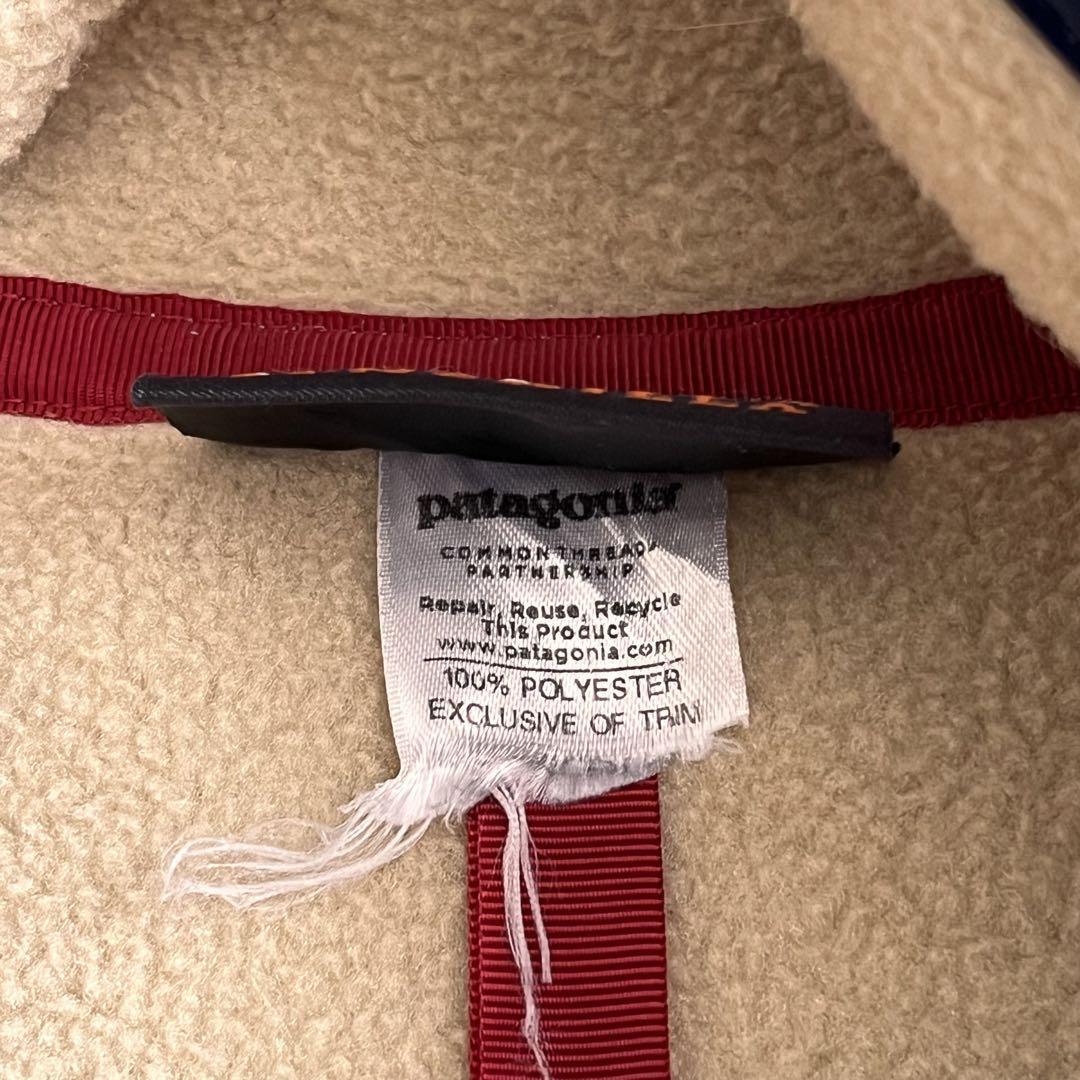 patagonia
COMMON THREADS
PARTNERSHIP
Repair, Reuse, Recycle
This Product
www.patagonia.com
100% POLYESTER
EXCLUSIVE OF TRIM